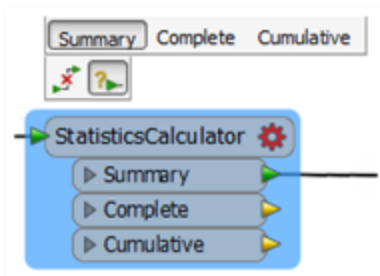 Summary Complete Cumulative
?
StatisticsCalculator
Summary
Complete
Cumulative